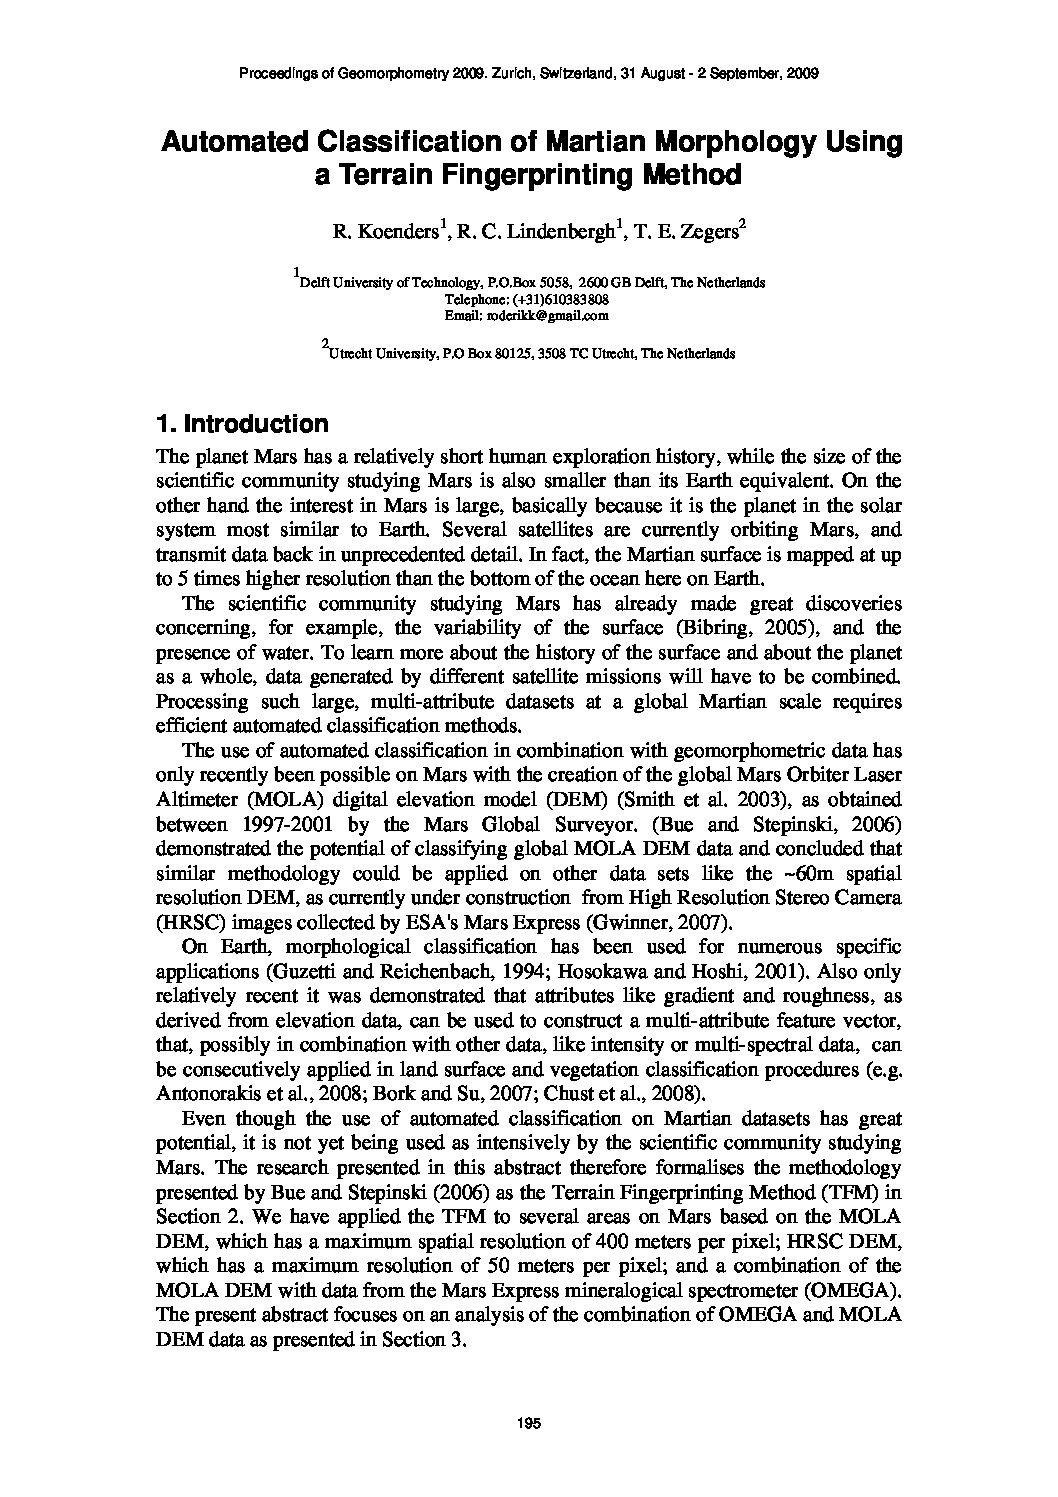 Proceedings of Geomorphometry 2009. Zurich, Switzerland, 31 August - 2 September, 2009
Automated Classification of Martian Morphology Using
a Terrain Fingerprinting Method
R. Koenders1, R. C. Lindenbergh1, T. E. Zegers2
1Delft University of Technology, P.O.Box 5058, 2600 GB Delft, The Netherlands
Telephone: (+31)610383808
Email: roderikk@gmail.com
2Utrecht University, P.O Box 80125, 3508 TC Utrecht, The Netherlands
1. Introduction
The planet Mars has a relatively short human exploration history, while the size of the
scientific community studying Mars is also smaller than its Earth equivalent. On the
other hand the interest in Mars is large, basically because it is the planet in the solar
system most similar to Earth. Several satellites are currently orbiting Mars, and
transmit data back in unprecedented detail. In fact, the Martian surface is mapped at up
to 5 times higher resolution than the bottom of the ocean here on Earth.
The scientific community studying Mars has already made great discoveries
concerning, for example, the variability of the surface (Bibring, 2005), and the
presence of water. To learn more about the history of the surface and about the planet
as a whole, data generated by different satellite missions will have to be combined.
Processing such large, multi-attribute datasets at a global Martian scale requires
efficient automated classification methods.
The use of automated classification in combination with geomorphometric data has
only recently been possible on Mars with the creation of the global Mars Orbiter Laser
Altimeter (MOLA) digital elevation model (DEM) (Smith et al. 2003), as obtained
between 1997-2001 by the Mars Global Surveyor. (Bue and Stepinski, 2006)
demonstrated the potential of classifying global MOLA DEM data and concluded that
similar methodology could be applied on other data sets like the ~60m spatial
resolution DEM, as currently under construction from High Resolution Stereo Camera
(HRSC) images collected by ESA's Mars Express (Gwinner, 2007).
On Earth, morphological classification has been used for numerous specific
applications (Guzetti and Reichenbach, 1994; Hosokawa and Hoshi, 2001). Also only
relatively recent it was demonstrated that attributes like gradient and roughness, as
derived from elevation data, can be used to construct a multi-attribute feature vector,
that, possibly in combination with other data, like intensity or multi-spectral data, can
be consecutively applied in land surface and vegetation classification procedures (e.g.
Antonorakis et al., 2008; Bork and Su, 2007; Chust et al., 2008).
Even though the use of automated classification on Martian datasets has great
potential, it is not yet being used as intensively by the scientific community studying
Mars. The research presented in this abstract therefore formalises the methodology
presented by Bue and Stepinski (2006) as the Terrain Fingerprinting Method (TFM) in
Section 2. We have applied the TFM to several areas on Mars based on the MOLA
DEM, which has a maximum spatial resolution of 400 meters per pixel; HRSC DEM,
which has a maximum resolution of 50 meters per pixel; and a combination of the
MOLA DEM with data from the Mars Express mineralogical spectrometer (OMEGA).
The present abstract focuses on an analysis of the combination of OMEGA and MOLA
DEM data as presented in Section 3.
195